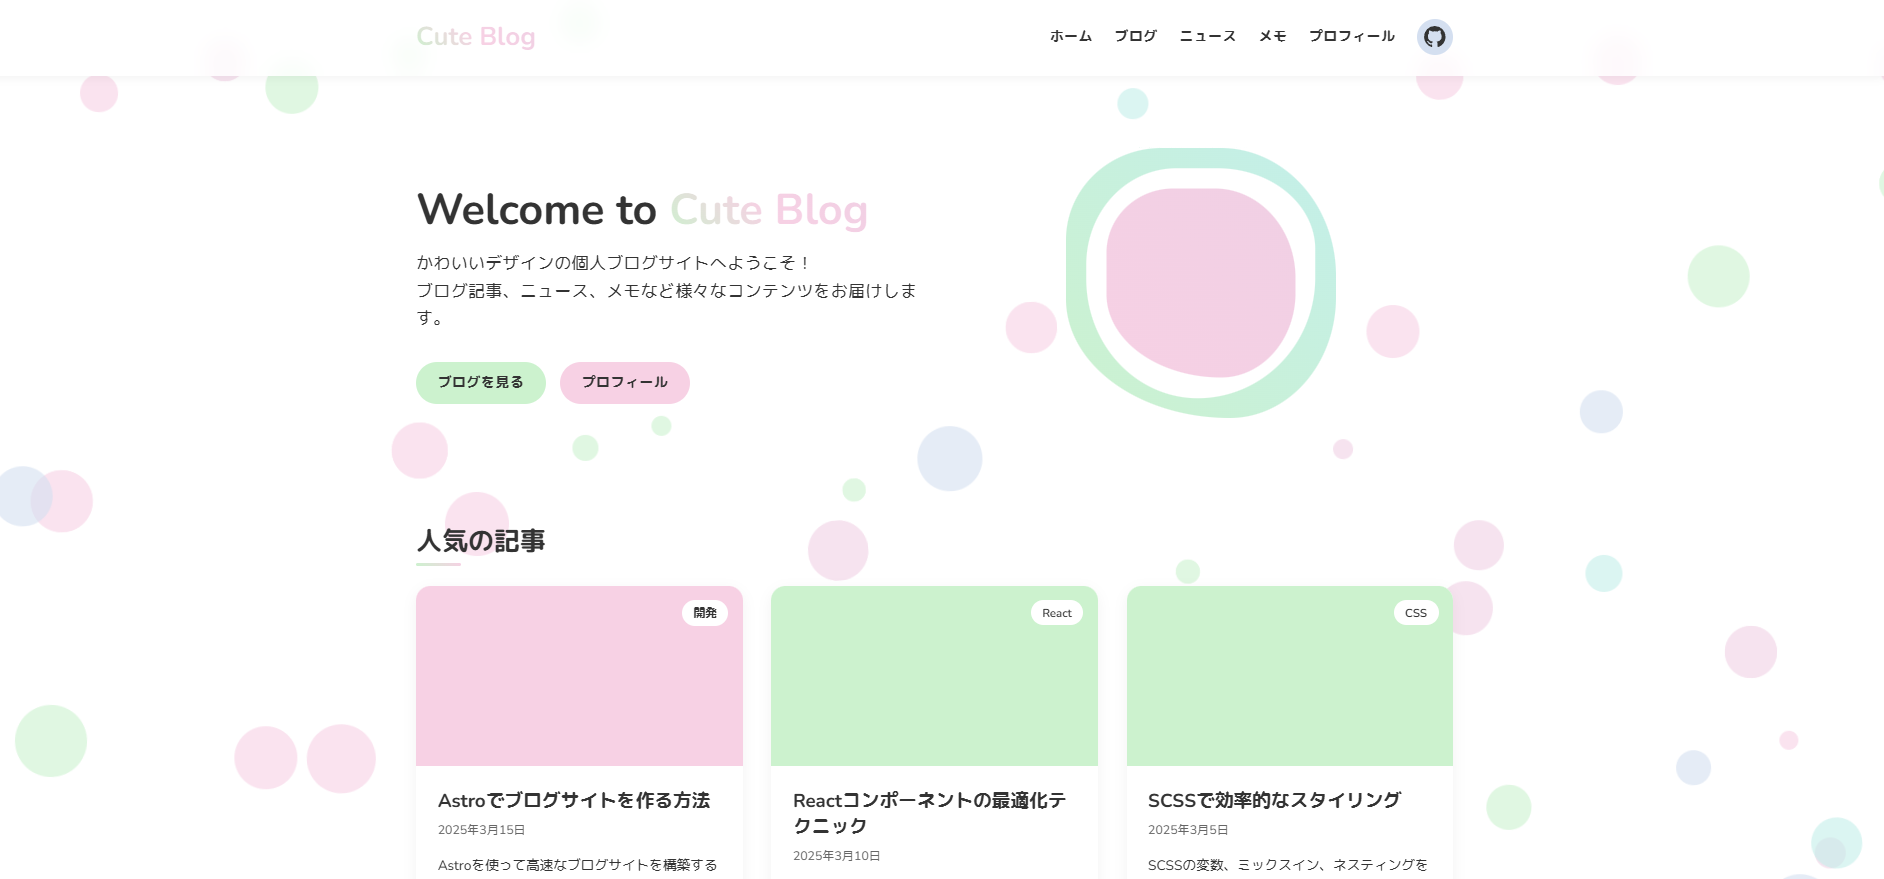 Cute Blog
ホーム ブログ ニュース メモ プロフィール
Welcome to Cute Blog
かわいいデザインの個人ブログサイトへようこそ！
ブログ記事、ニュース、メモなど様々なコンテンツをお届けしま
す。
ブログを見る プロフィール
人気の記事
開発
Astroでブログサイトを作る方法
2025年3月15日
Astroを使って高速なブログサイトを構築する
React
Reactコンポーネントの最適化テ
クニック
2025年3月10日
CSS
SCSSで効率的なスタイリング
2025年3月5日
SCSSの変数、ミックスイン、ネスティングを